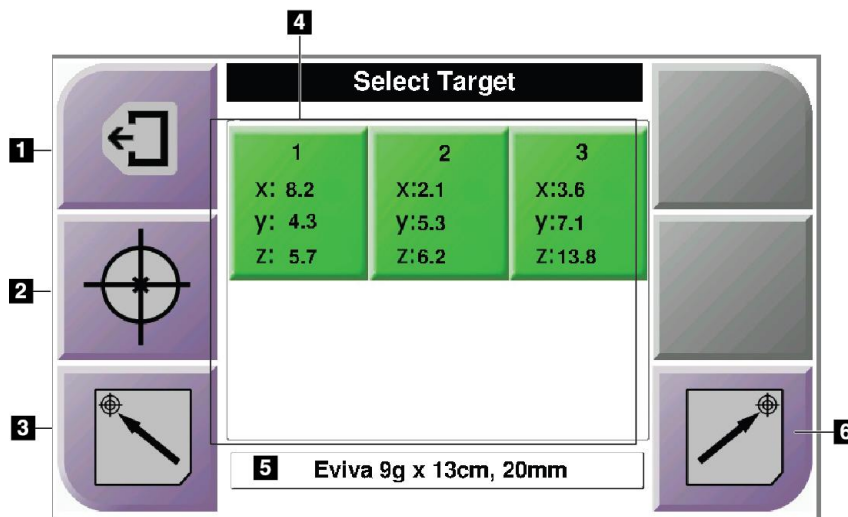 4
Select Target
1
1 2 3
x: 8.2 x:2.1 x:3.6
y: 4.3 y:5.3 y:7.1
z: 5.7 z:6.2 z:13.8
2
3
6
5 Eviva 9g x 13cm, 20mm